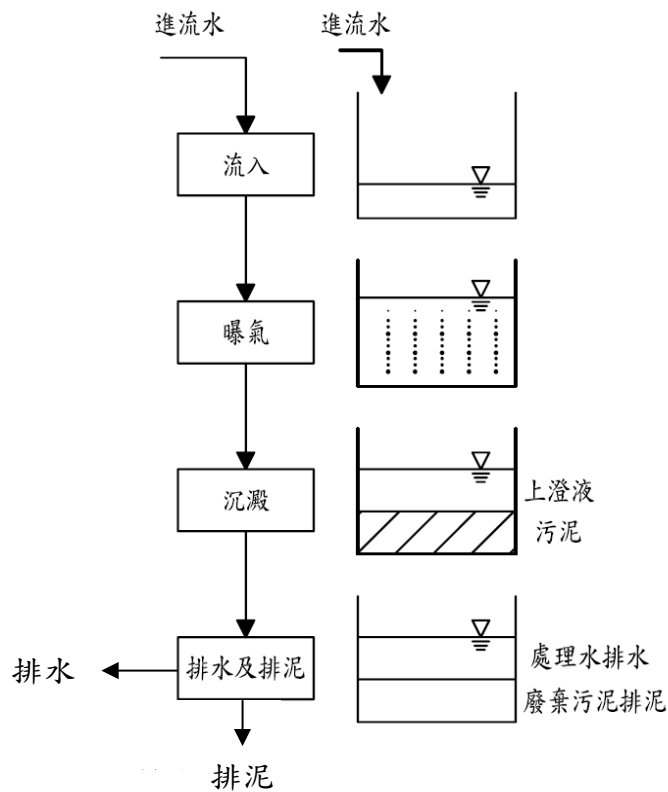 進流水
進流水
流入
曝氣
沉澱
上澄液
污泥
排水及排泥
排水
處理水排水
廢棄污泥排泥
排泥